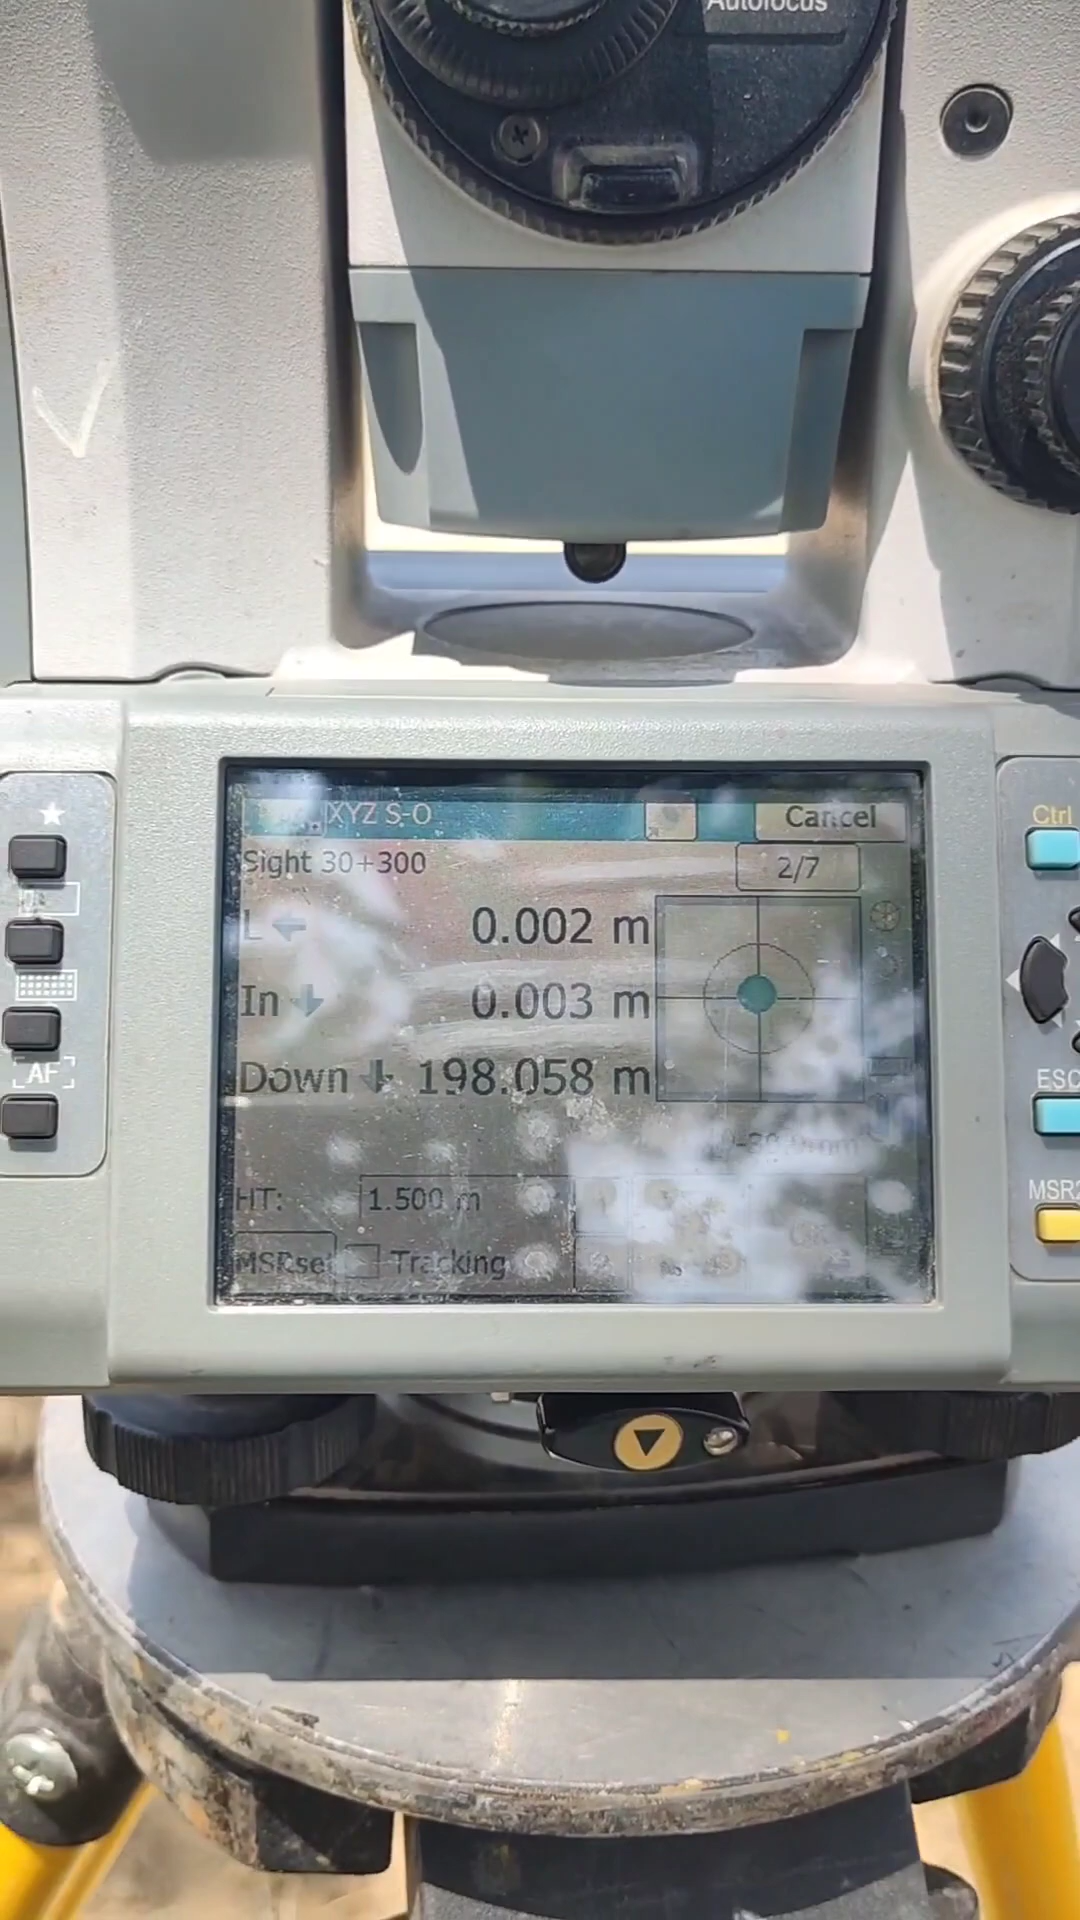 Autofocus
XYZ S-O
Cancel
Sight 30+300
2/7
L 0.002 m
In 0.003 m
Down 198.058 m
HT: 1.500 m
MSRset Tracking
AF
Ctrl
ESC